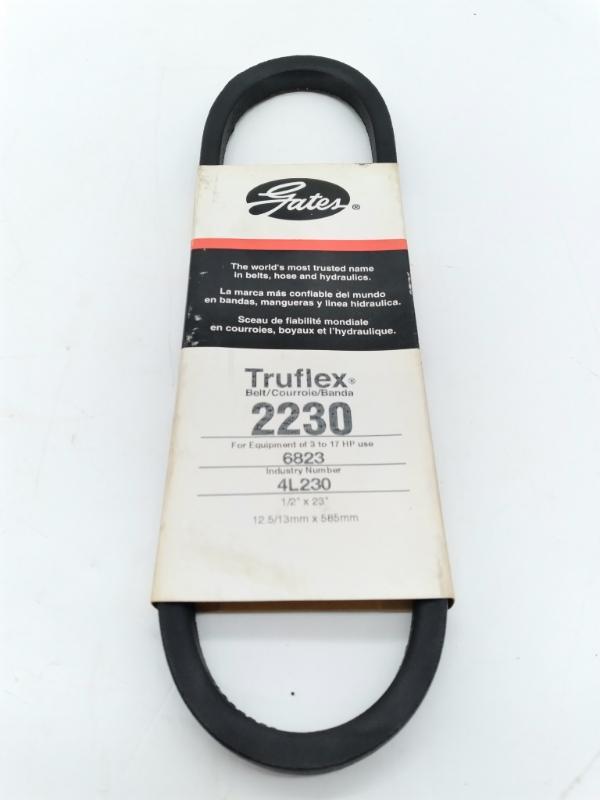 Gates®
The world's most trusted name
in belts, hose and hydraulics.
La marca más confiable del mundo
en bandas, mangueras y linea hidraulica.
Sceau de fiabilité mondiale
en courroies, boyaux et l'hydraulique.
Truflex®
Belt/Courroie/Banda
2230
For Equipment of 3 to 17 HP use
6823
Industry Number
4L230
1/2" x 23"
12.5/13mm x 585mm